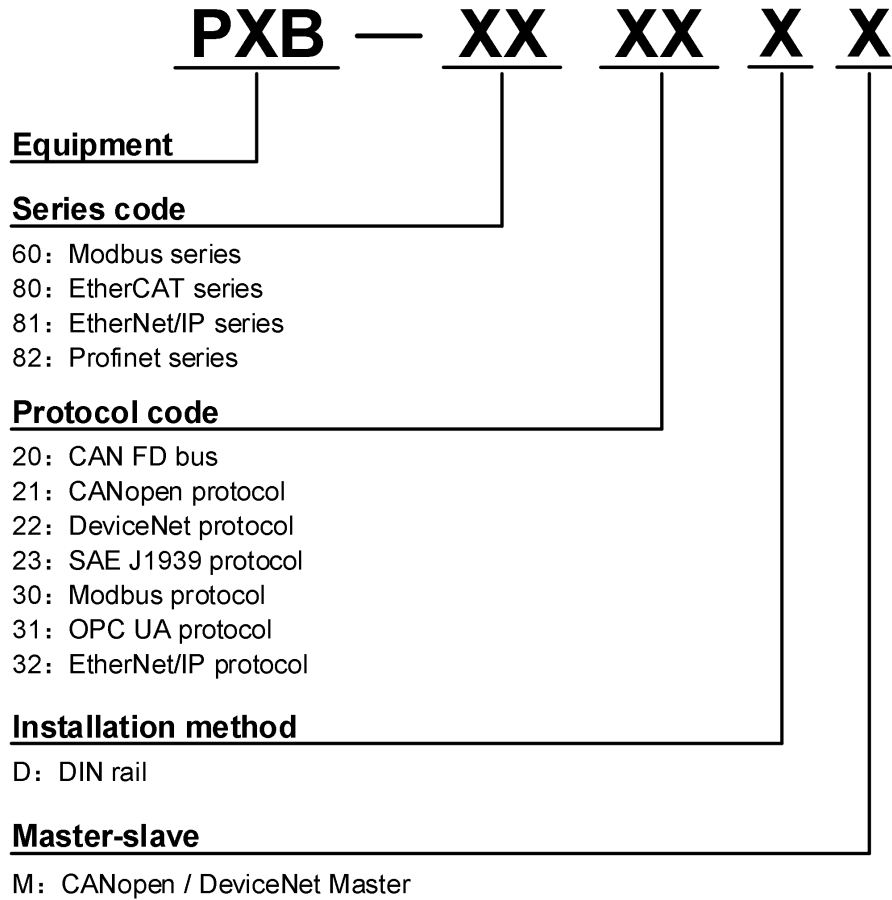 PXB — XX XX X X
Equipment
Series code
60：Modbus series
80：EtherCAT series
81：EtherNet/IP series
82：Profinet series
Protocol code
20：CAN FD bus
21：CANopen protocol
22：DeviceNet protocol
23：SAE J1939 protocol
30：Modbus protocol
31：OPC UA protocol
32：EtherNet/IP protocol
Installation method
D：DIN rail
Master-slave
M：CANopen / DeviceNet Master